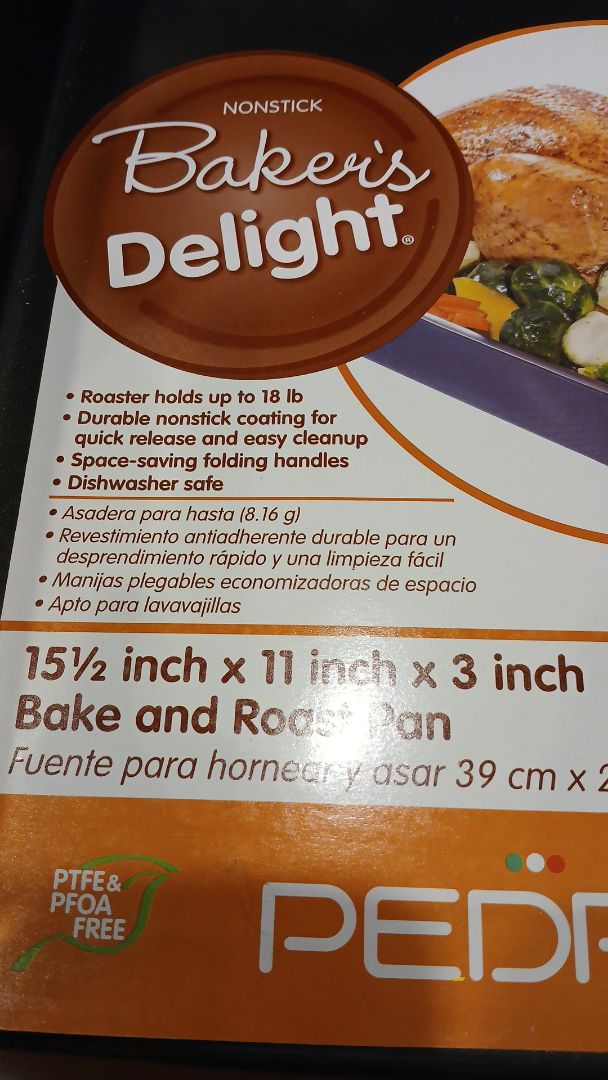 NONSTICK
Baker's
Delight®
• Roaster holds up to 18 lb
• Durable nonstick coating for
quick release and easy cleanup
• Space-saving folding handles
• Dishwasher safe
• Asadera para hasta (8.16 g)
• Revestimiento antiadherente durable para un
desprendimiento rápido y una limpieza fácil
• Manijas plegables economizadoras de espacio
• Apto para lavavajillas
15½ inch x 11 inch x 3 inch
Bake and Roast Pan
Fuente para hornear y asar 39 cm x 2
PTFE &
PFOA
FREE
PED